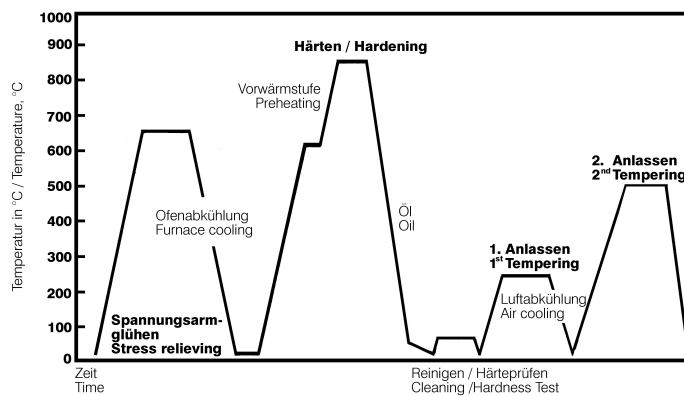 Temperatur in °C / Temperature, °C
1000
900
800
700
600
500
400
300
200
100
0
Härten / Hardening
Vorwärmstufe
Preheating
Ofenabkühlung
Furnace cooling
Spannungsarm-
glühen
Stress relieving
Öl
Oil
1. Anlassen
1st Tempering
Luftabkühlung
Air cooling
2. Anlassen
2nd Tempering
Zeit
Time
Reinigen / Härteprüfen
Cleaning /Hardness Test